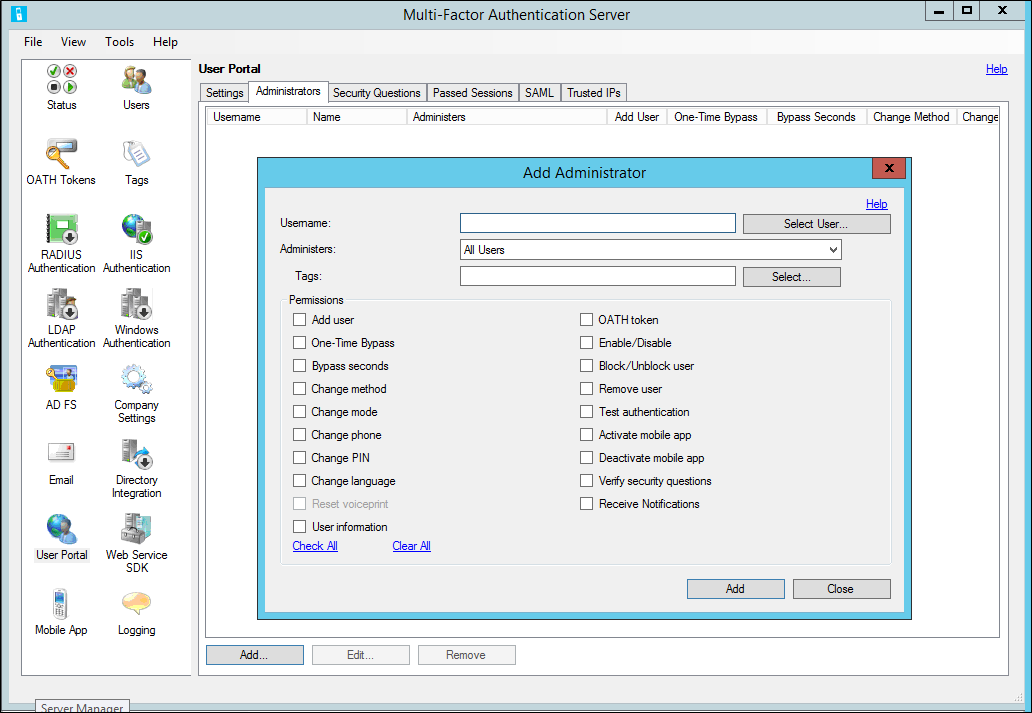 Multi-Factor Authentication Server
File View Tools Help
Status
Users
OATH Tokens
Tags
RADIUS
Authentication
IIS
Authentication
LDAP
Authentication
Windows
Authentication
AD FS
Company
Settings
Email
Directory
Integration
User Portal
Web Service
SDK
Mobile App
Logging
User Portal
Help
Settings Administrators Security Questions Passed Sessions SAML Trusted IPs
Username Name Administers Add User One-Time Bypass Bypass Seconds Change Method Change
Add Administrator
x
Help
Username:
Select User...
Administers:
All Users
Tags:
Select...
Permissions
Add user
One-Time Bypass
Bypass seconds
Change method
Change mode
Change phone
Change PIN
Change language
Reset voiceprint
User information
OATH token
Enable/Disable
Block/Unblock user
Remove user
Test authentication
Activate mobile app
Deactivate mobile app
Verify security questions
Receive Notifications
Check All Clear All
Add Close
Add... Edit... Remove
Server Manager